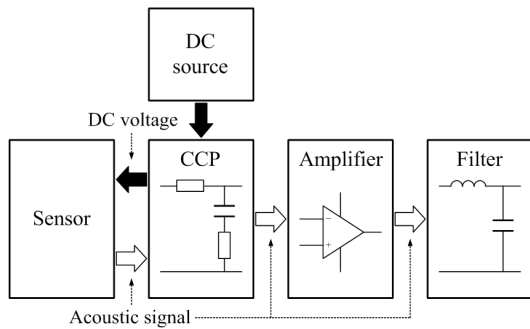 DC
source
DC voltage
Sensor
CCP
Amplifier
Filter
−
+
Acoustic signal